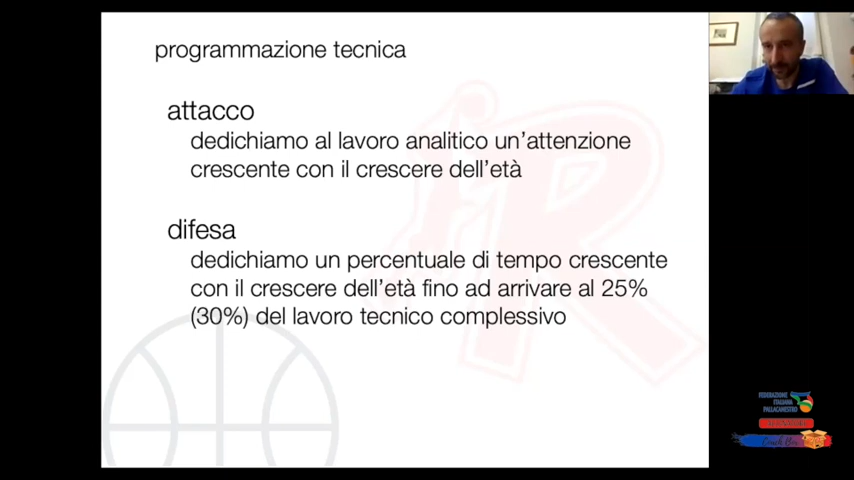 programmazione tecnica
attacco
dedichiamo al lavoro analitico un'attenzione
crescente con il crescere dell'età
difesa
dedichiamo un percentuale di tempo crescente
con il crescere dell'età fino ad arrivare al 25%
(30%) del lavoro tecnico complessivo
FEDERAZIONE
ITALIANA
PALLACANESTRO
Coach Box